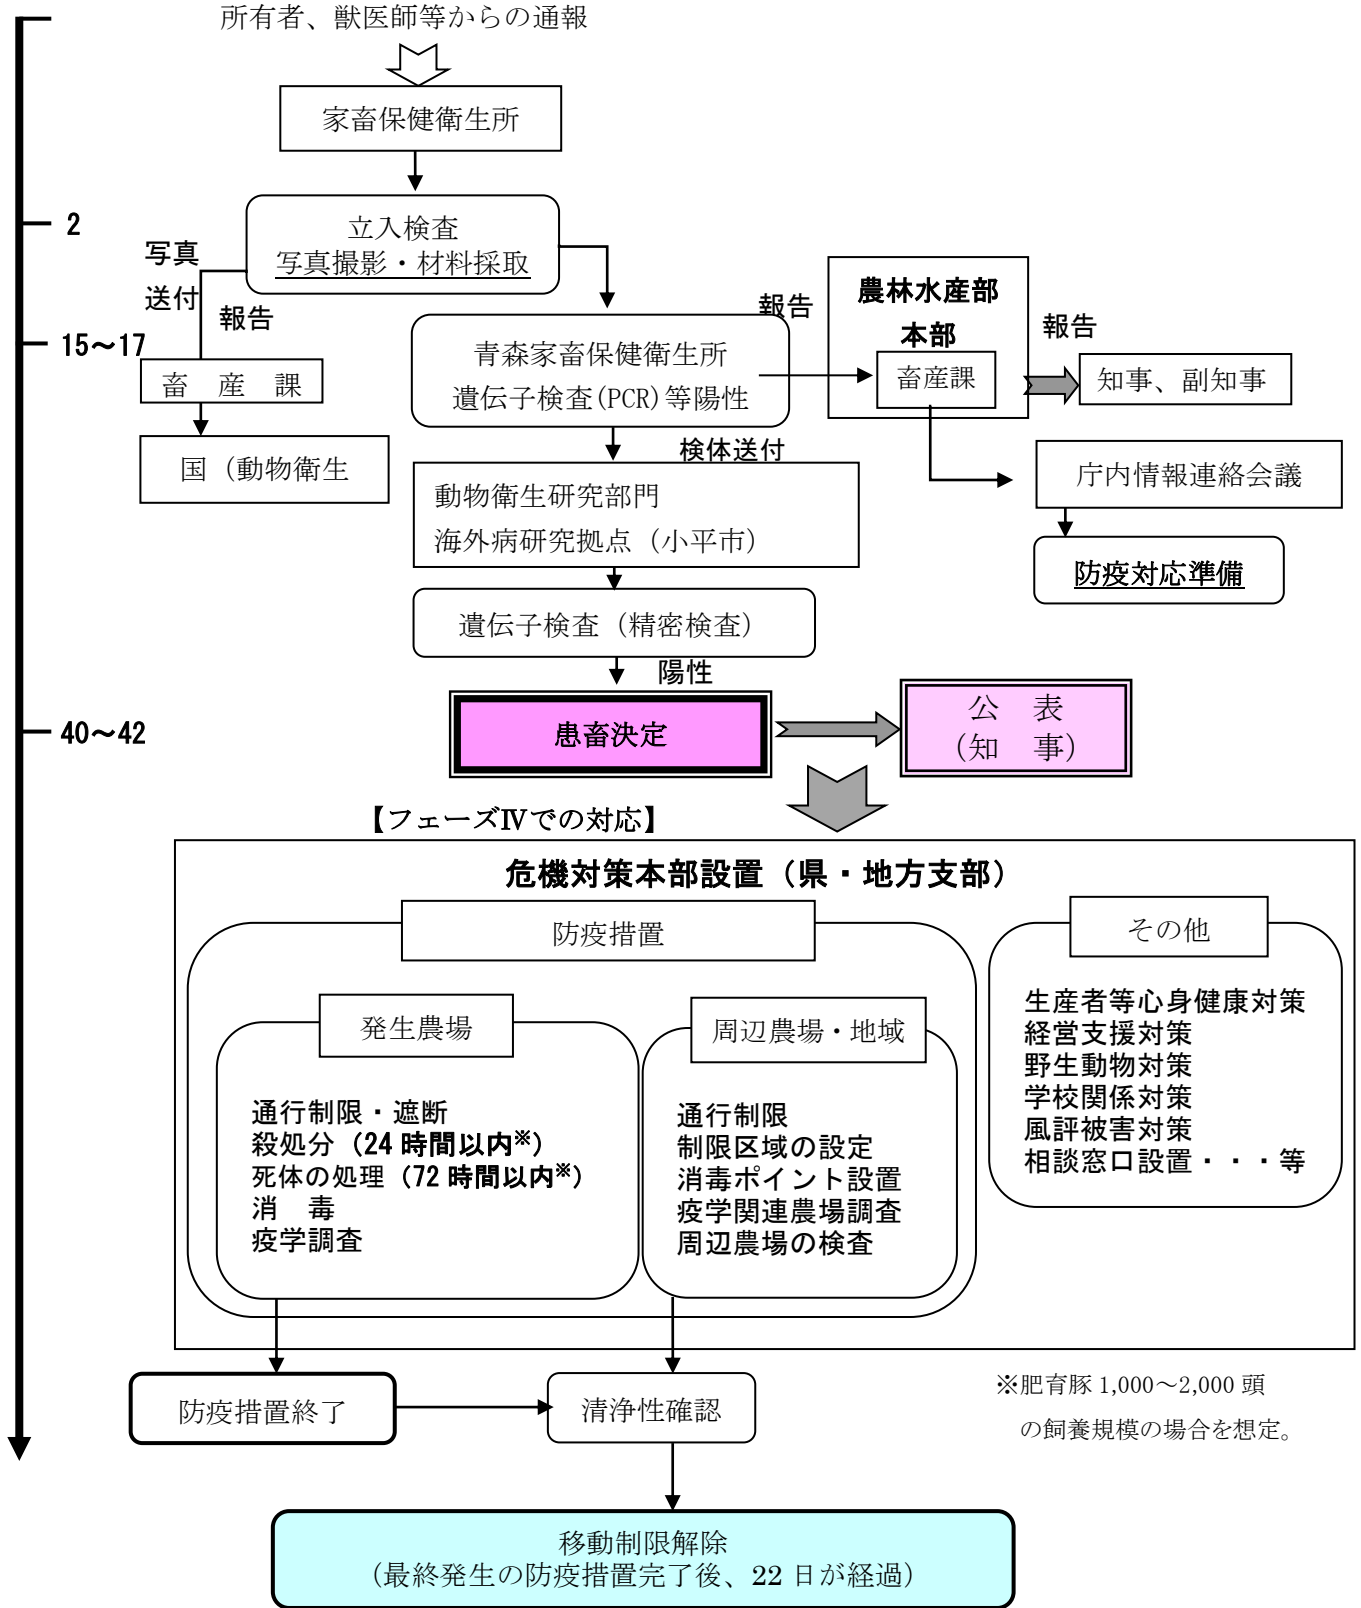 所有者、獣医師等からの通報
家畜保健衛生所
2
立入検査
写真撮影・材料採取
写真
送付
報告
15～17
畜　産　課
国（動物衛生
青森家畜保健衛生所
遺伝子検査(PCR)等陽性
報告
農林水産部
本部
畜産課
報告
知事、副知事
庁内情報連絡会議
防疫対応準備
検体送付
動物衛生研究部門
海外病研究拠点（小平市）
遺伝子検査（精密検査）
陽性
40～42
患畜決定
公　表
（知　事）
【フェーズⅣでの対応】
危機対策本部設置（県・地方支部）
防疫措置
発生農場
通行制限・遮断
殺処分（24 時間以内※）
死体の処理（72 時間以内※）
消　毒
疫学調査
周辺農場・地域
通行制限
制限区域の設定
消毒ポイント設置
疫学関連農場調査
周辺農場の検査
その他
生産者等心身健康対策
経営支援対策
野生動物対策
学校関係対策
風評被害対策
相談窓口設置・・・等
防疫措置終了
清浄性確認
※肥育豚 1,000～2,000 頭
の飼養規模の場合を想定。
移動制限解除
（最終発生の防疫措置完了後、22 日が経過）